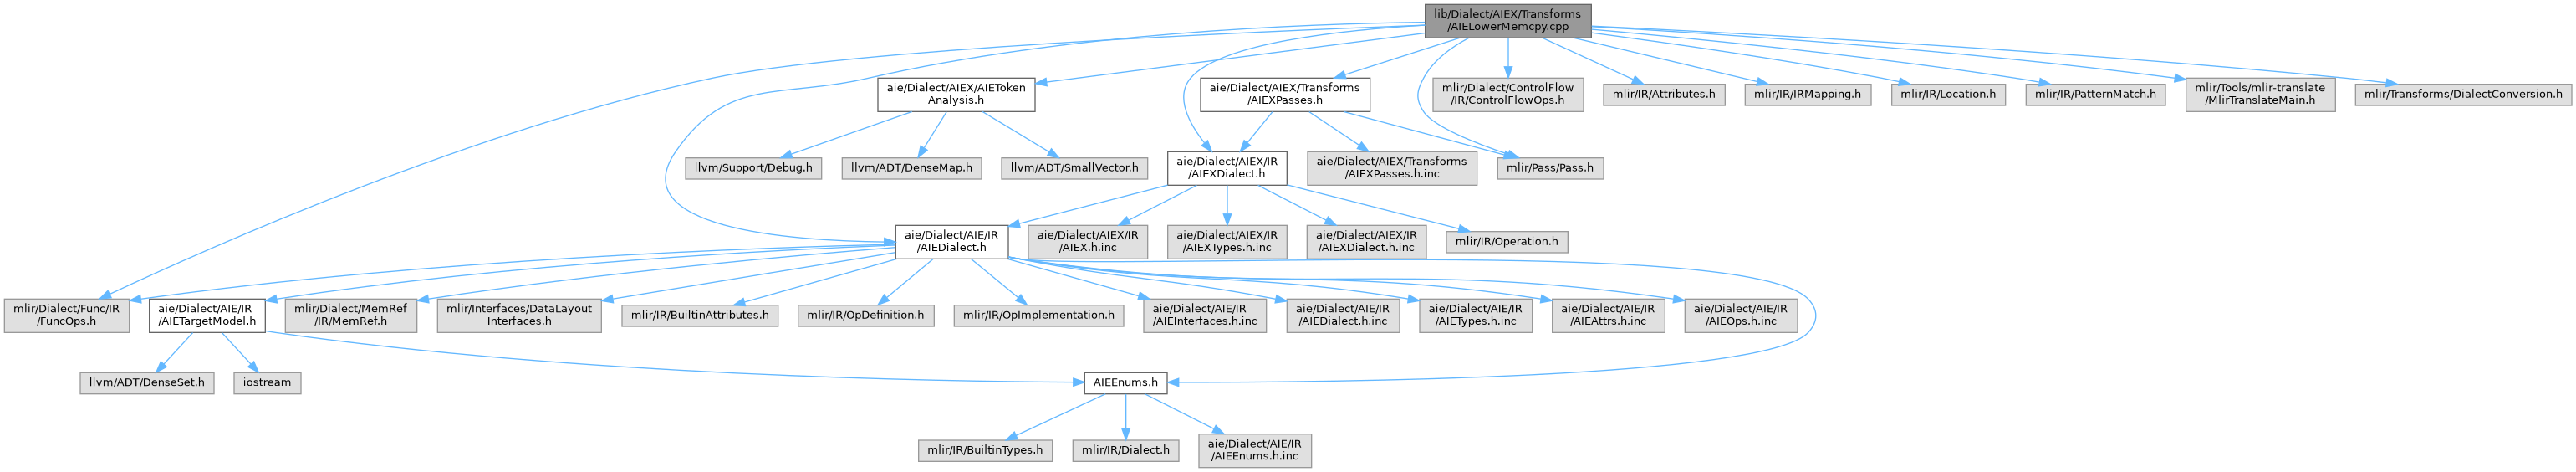 lib/Dialect/AIEX/Transforms
/AIELowerMemcpy.cpp
aie/Dialect/AIEX/AIEToken
Analysis.h
aie/Dialect/AIEX/Transforms
/AIEXPasses.h
mlir/Dialect/ControlFlow
/IR/ControlFlowOps.h
mlir/IR/Attributes.h
mlir/IR/IRMapping.h
mlir/IR/Location.h
mlir/IR/PatternMatch.h
mlir/Tools/mlir-translate
/MlirTranslateMain.h
mlir/Transforms/DialectConversion.h
llvm/Support/Debug.h
llvm/ADT/DenseMap.h
llvm/ADT/SmallVector.h
aie/Dialect/AIEX/IR
/AIEXDialect.h
aie/Dialect/AIEX/Transforms
/AIEXPasses.h.inc
mlir/Pass/Pass.h
aie/Dialect/AIE/IR
/AIEDialect.h
aie/Dialect/AIEX/IR
/AIEX.h.inc
aie/Dialect/AIEX/IR
/AIEXTypes.h.inc
aie/Dialect/AIEX/IR
/AIEXDialect.h.inc
mlir/IR/Operation.h
mlir/Dialect/Func/IR
/FuncOps.h
aie/Dialect/AIE/IR
/AIETargetModel.h
mlir/Dialect/MemRef
/IR/MemRef.h
mlir/Interfaces/DataLayout
Interfaces.h
mlir/IR/BuiltinAttributes.h
mlir/IR/OpDefinition.h
mlir/IR/OpImplementation.h
aie/Dialect/AIE/IR
/AIEInterfaces.h.inc
aie/Dialect/AIE/IR
/AIEDialect.h.inc
aie/Dialect/AIE/IR
/AIETypes.h.inc
aie/Dialect/AIE/IR
/AIEAttrs.h.inc
aie/Dialect/AIE/IR
/AIEOps.h.inc
llvm/ADT/DenseSet.h
iostream
AIEEnums.h
mlir/IR/BuiltinTypes.h
mlir/IR/Dialect.h
aie/Dialect/AIE/IR
/AIEEnums.h.inc